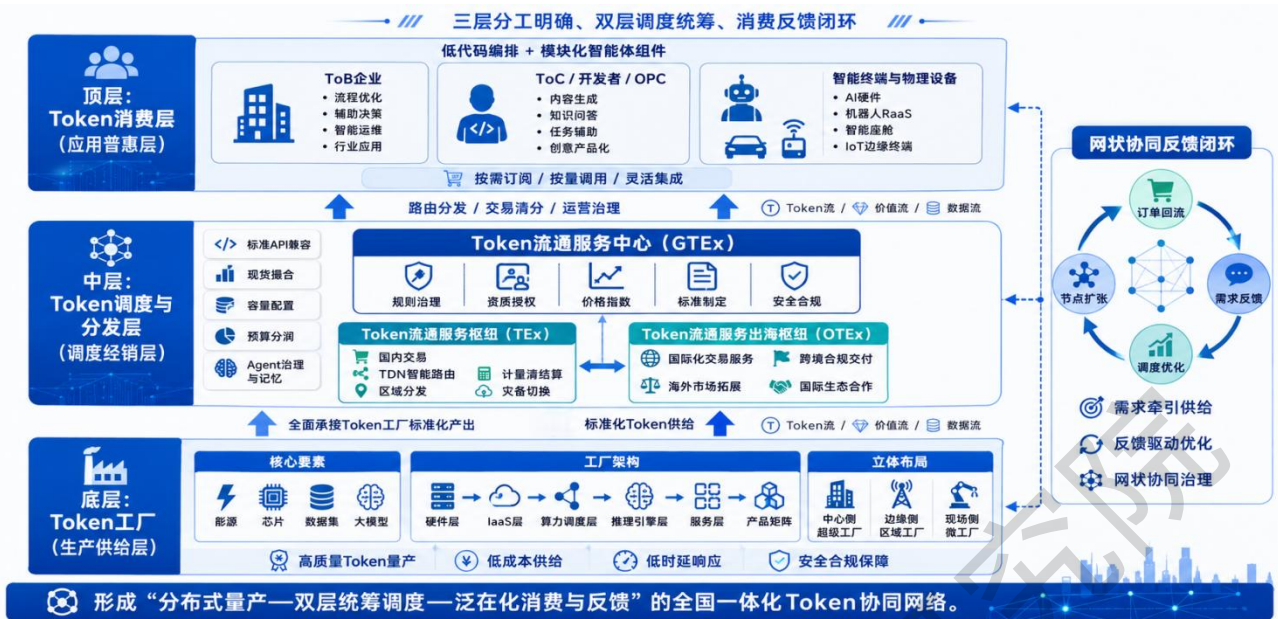 三层分工明确、双层调度统筹、消费反馈闭环
顶层:
Token消费层
(应用普惠层)
低代码编排 + 模块化智能体组件
ToB企业
• 流程优化
• 辅助决策
• 智能运维
• 行业应用
ToC / 开发者 / OPC
• 内容生成
• 知识问答
• 任务辅助
• 创意产品化
智能终端与物理设备
• AI硬件
• 机器人RaaS
• 智能座舱
• IoT边缘终端
按需订阅 / 按量调用 / 灵活集成
路由分发 / 交易清分 / 运营治理
T Token流 / 价值流 / 数据流
中层:
Token调度与
分发层
(调度经销层)
</> 标准API兼容
现货撮合
容量配置
预算分润
Agent治理
与记忆
Token流通服务中心(GTEx)
规则治理
资质授权
价格指数
标准制定
安全合规
Token流通服务枢纽(TEx)
国内交易
TDN智能路由
计量清结算
区域分发
灾备切换
Token流通服务出海枢纽(OTEx)
国际化交易服务
跨境合规交付
海外市场拓展
国际生态合作
全面承接Token工厂标准化产出
标准化Token供给
T Token流 / 价值流 / 数据流
底层:
Token工厂
(生产供给层)
核心要素
能源
芯片
数据集
大模型
工厂架构
硬件层
IaaS层
算力调度层
推理引擎层
服务层
产品矩阵
立体布局
中心侧
超级工厂
边缘侧
区域工厂
现场侧
微工厂
高质量Token量产
¥ 低成本供给
低时延响应
安全合规保障
网状协同反馈闭环
订单回流
节点扩张
需求反馈
调度优化
需求牵引供给
反馈驱动优化
网状协同治理
究院
形成“分布式量产—双层统筹调度—泛在化消费与反馈”的全国一体化Token协同网络。